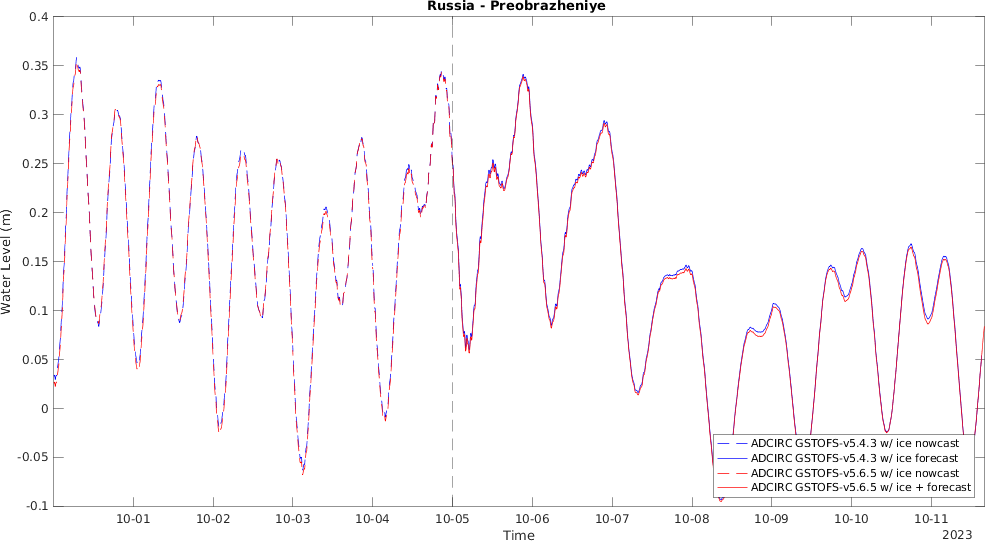 Russia - Preobrazheniye
0.4
0.35
0.3
0.25
0.2
0.15
0.1
0.05
0
-0.05
-0.1
Water Level (m)
ADCIRC GSTOFS-v5.4.3 w/ ice nowcast
ADCIRC GSTOFS-v5.4.3 w/ ice forecast
ADCIRC GSTOFS-v5.6.5 w/ ice nowcast
ADCIRC GSTOFS-v5.6.5 w/ ice + forecast
10-01 10-02 10-03 10-04 10-05 10-06 10-07 10-08 10-09 10-10 10-11
Time
2023